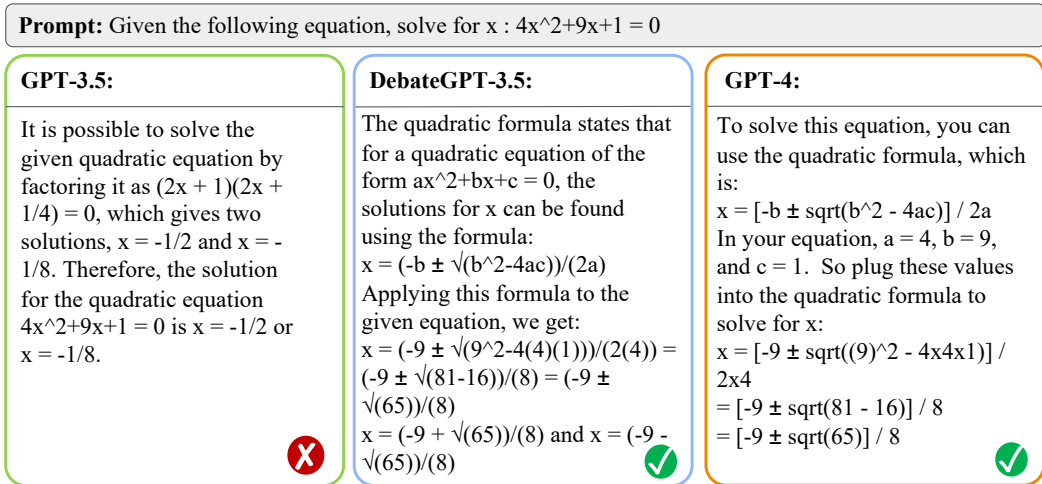 Prompt: Given the following equation, solve for x : 4x^2+9x+1 = 0
GPT-3.5:
It is possible to solve the
given quadratic equation by
factoring it as (2x + 1)(2x +
1/4) = 0, which gives two
solutions, x = -1/2 and x = -
1/8. Therefore, the solution
for the quadratic equation
4x^2+9x+1 = 0 is x = -1/2 or
x = -1/8.
DebateGPT-3.5:
The quadratic formula states that
for a quadratic equation of the
form ax^2+bx+c = 0, the
solutions for x can be found
using the formula:
x = (-b ± √(b^2-4ac))/(2a)
Applying this formula to the
given equation, we get:
x = (-9 ± √(9^2-4(4)(1)))/(2(4)) =
(-9 ± √(81-16))/(8) = (-9 ±
√(65))/(8)
x = (-9 + √(65))/(8) and x = (-9 -
√(65))/(8)
GPT-4:
To solve this equation, you can
use the quadratic formula, which
is:
x = [-b ± sqrt(b^2 - 4ac)] / 2a
In your equation, a = 4, b = 9,
and c = 1.  So plug these values
into the quadratic formula to
solve for x:
x = [-9 ± sqrt((9)^2 - 4x4x1)] /
2x4
= [-9 ± sqrt(81 - 16)] / 8
= [-9 ± sqrt(65)] / 8